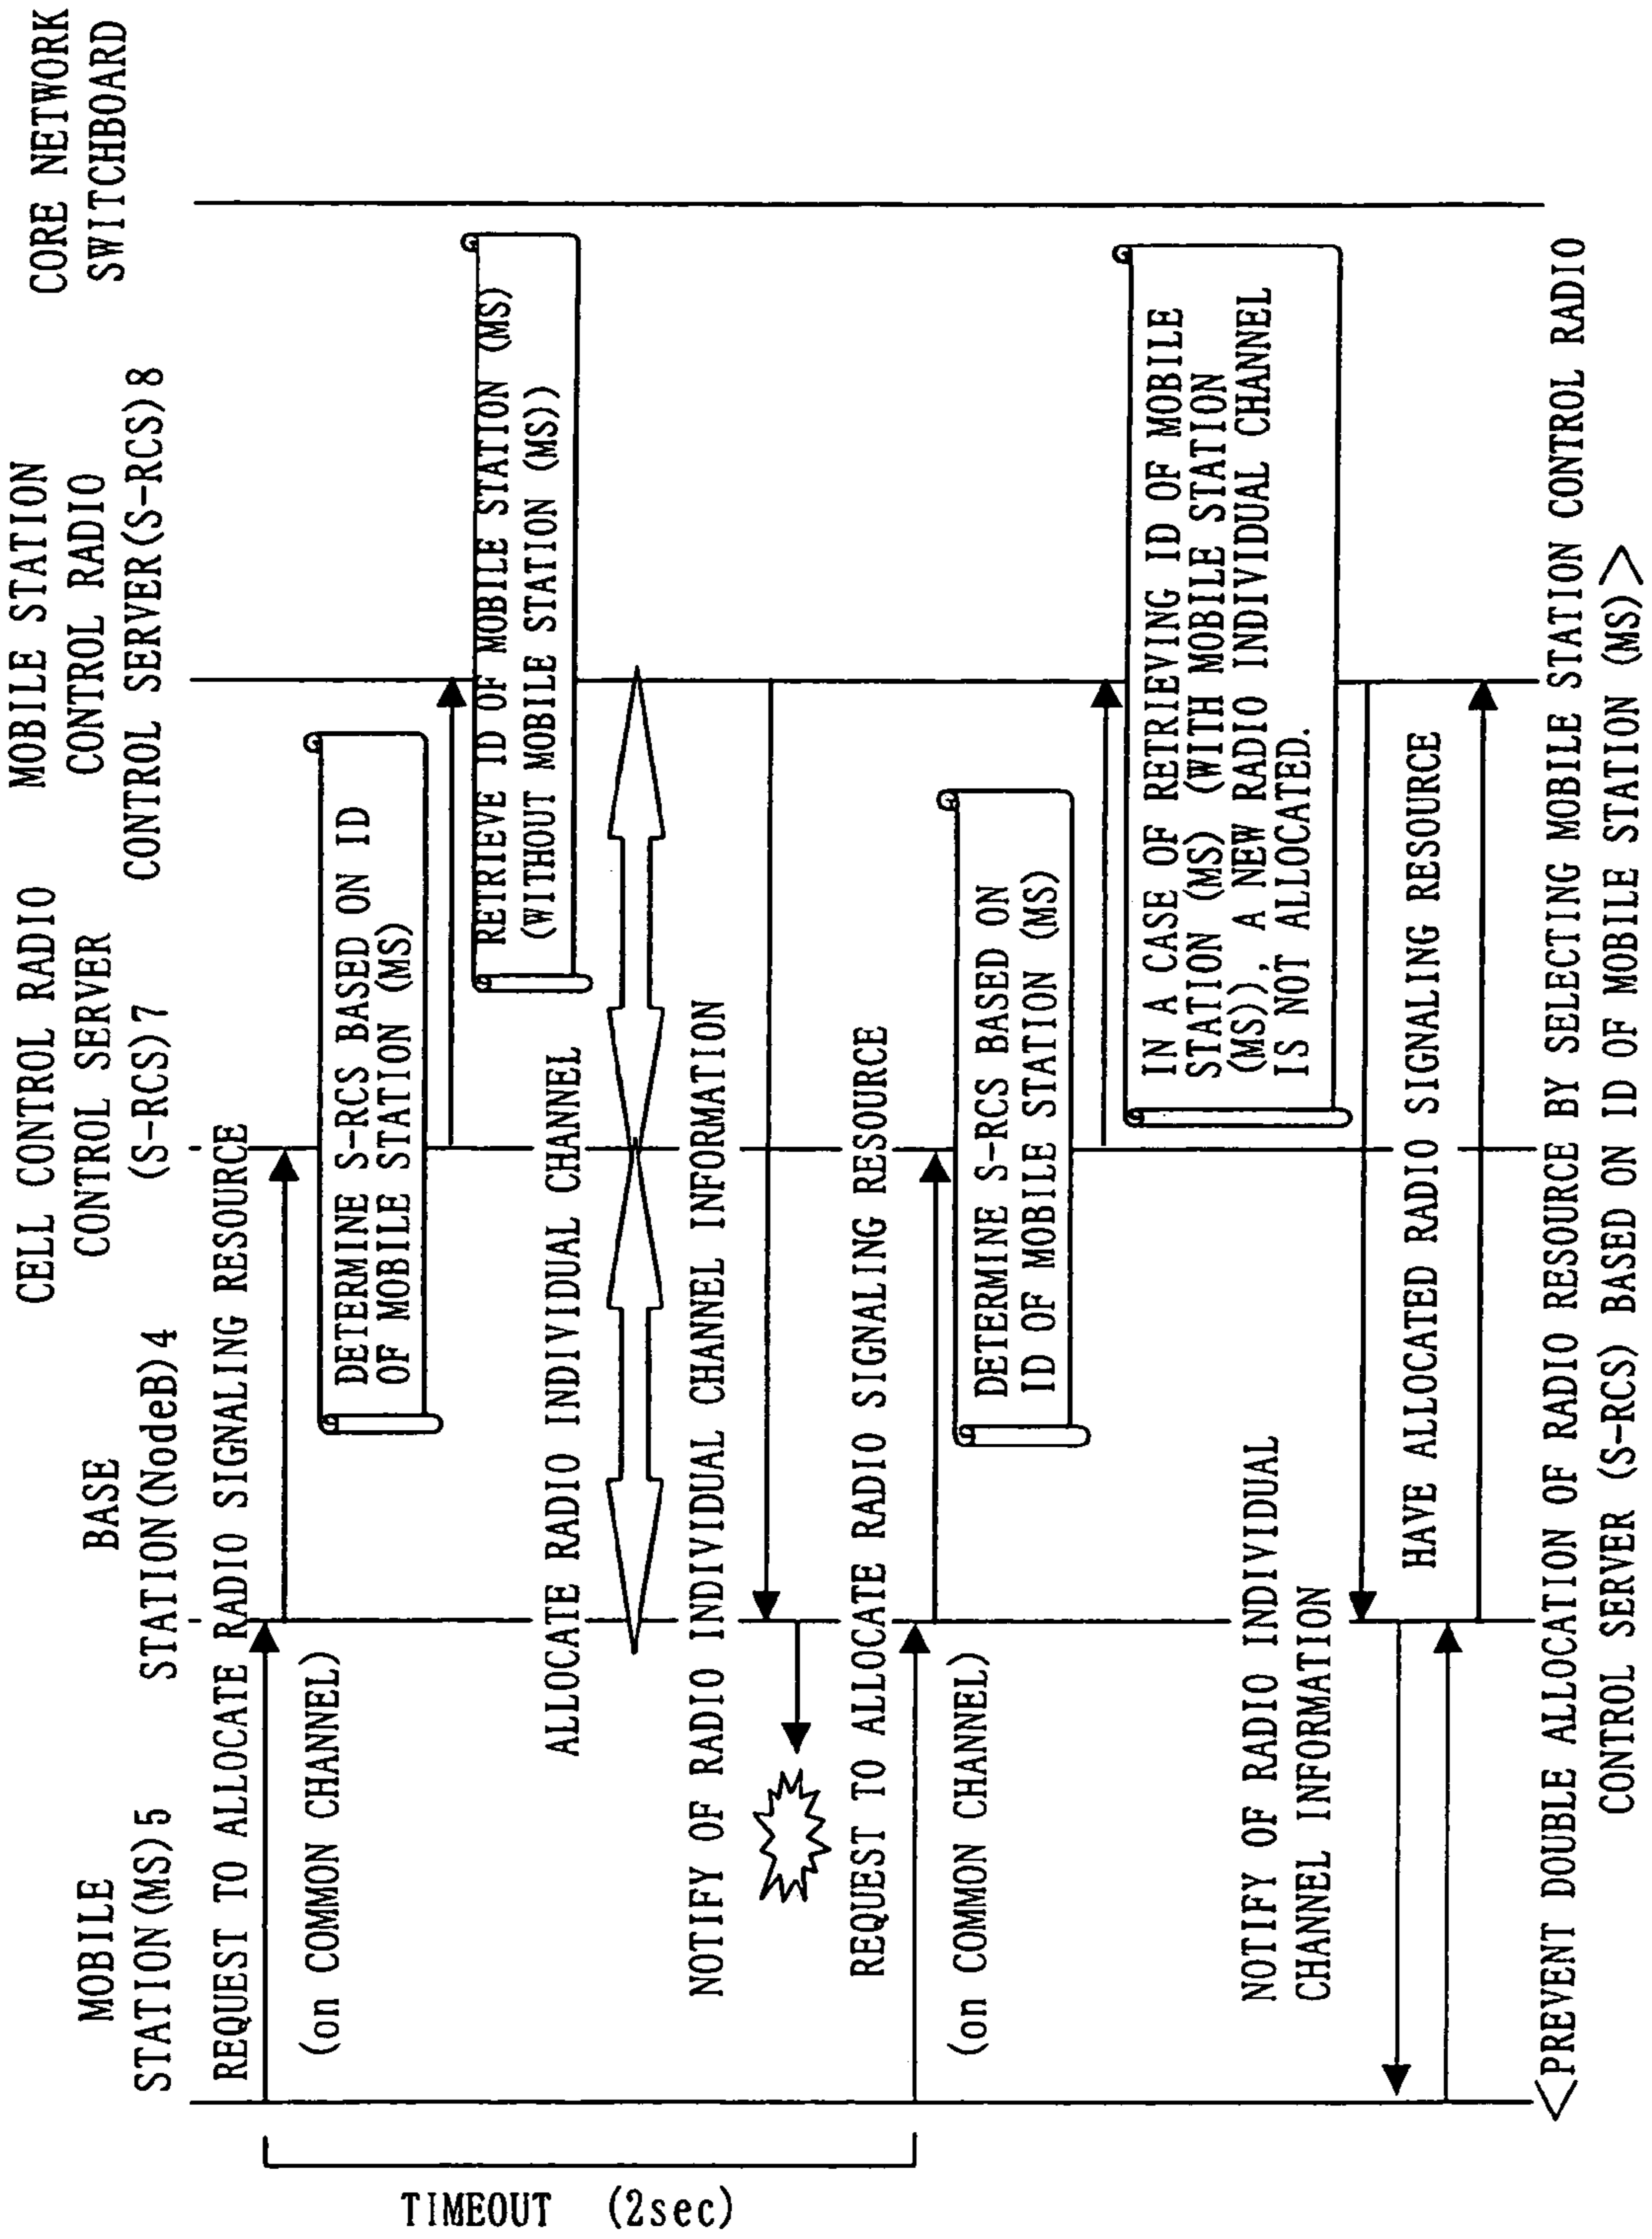 MOBILE
STATION(MS)5
BASE
STATION(NodeB)4
CELL CONTROL RADIO
CONTROL SERVER
(S-RCS)7
MOBILE STATION
CONTROL RADIO
CONTROL SERVER(S-RCS)8
CORE NETWORK
SWITCHBOARD
REQUEST TO ALLOCATE RADIO SIGNALING RESOURCE
(on COMMON CHANNEL)
DETERMINE S-RCS BASED ON ID
OF MOBILE STATION (MS)
RETRIEVE ID OF MOBILE STATION (MS)
(WITHOUT MOBILE STATION (MS))
ALLOCATE RADIO INDIVIDUAL CHANNEL
NOTIFY OF RADIO INDIVIDUAL CHANNEL INFORMATION
TIMEOUT (2sec)
REQUEST TO ALLOCATE RADIO SIGNALING RESOURCE
(on COMMON CHANNEL)
DETERMINE S-RCS BASED ON
ID OF MOBILE STATION (MS)
IN A CASE OF RETRIEVING ID OF MOBILE
STATION (MS) (WITH MOBILE STATION
(MS)), A NEW RADIO INDIVIDUAL CHANNEL
IS NOT ALLOCATED.
NOTIFY OF RADIO INDIVIDUAL
CHANNEL INFORMATION
HAVE ALLOCATED RADIO SIGNALING RESOURCE
<PREVENT DOUBLE ALLOCATION OF RADIO RESOURCE BY SELECTING MOBILE STATION CONTROL RADIO
CONTROL SERVER (S-RCS) BASED ON ID OF MOBILE STATION (MS)>